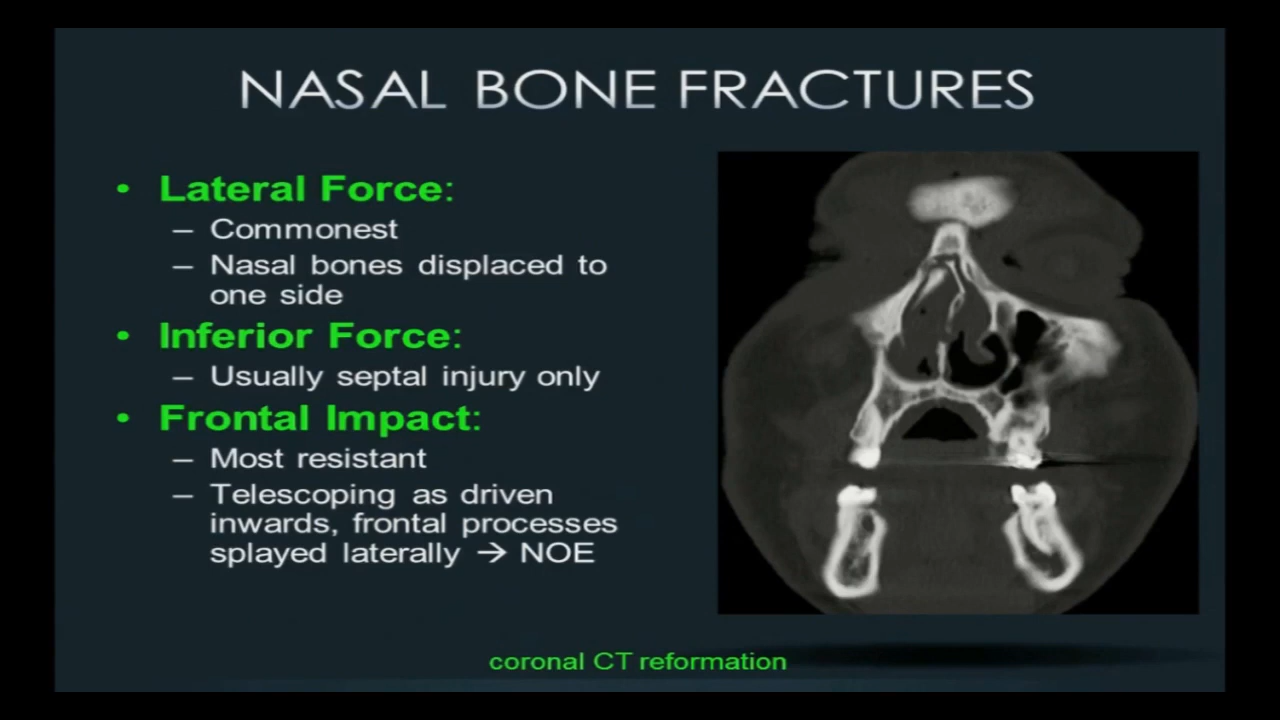 NASAL BONE FRACTURES
• Lateral Force:
– Commonest
– Nasal bones displaced to
one side
• Inferior Force:
– Usually septal injury only
• Frontal Impact:
– Most resistant
– Telescoping as driven
inwards, frontal processes
splayed laterally → NOE
coronal CT reformation